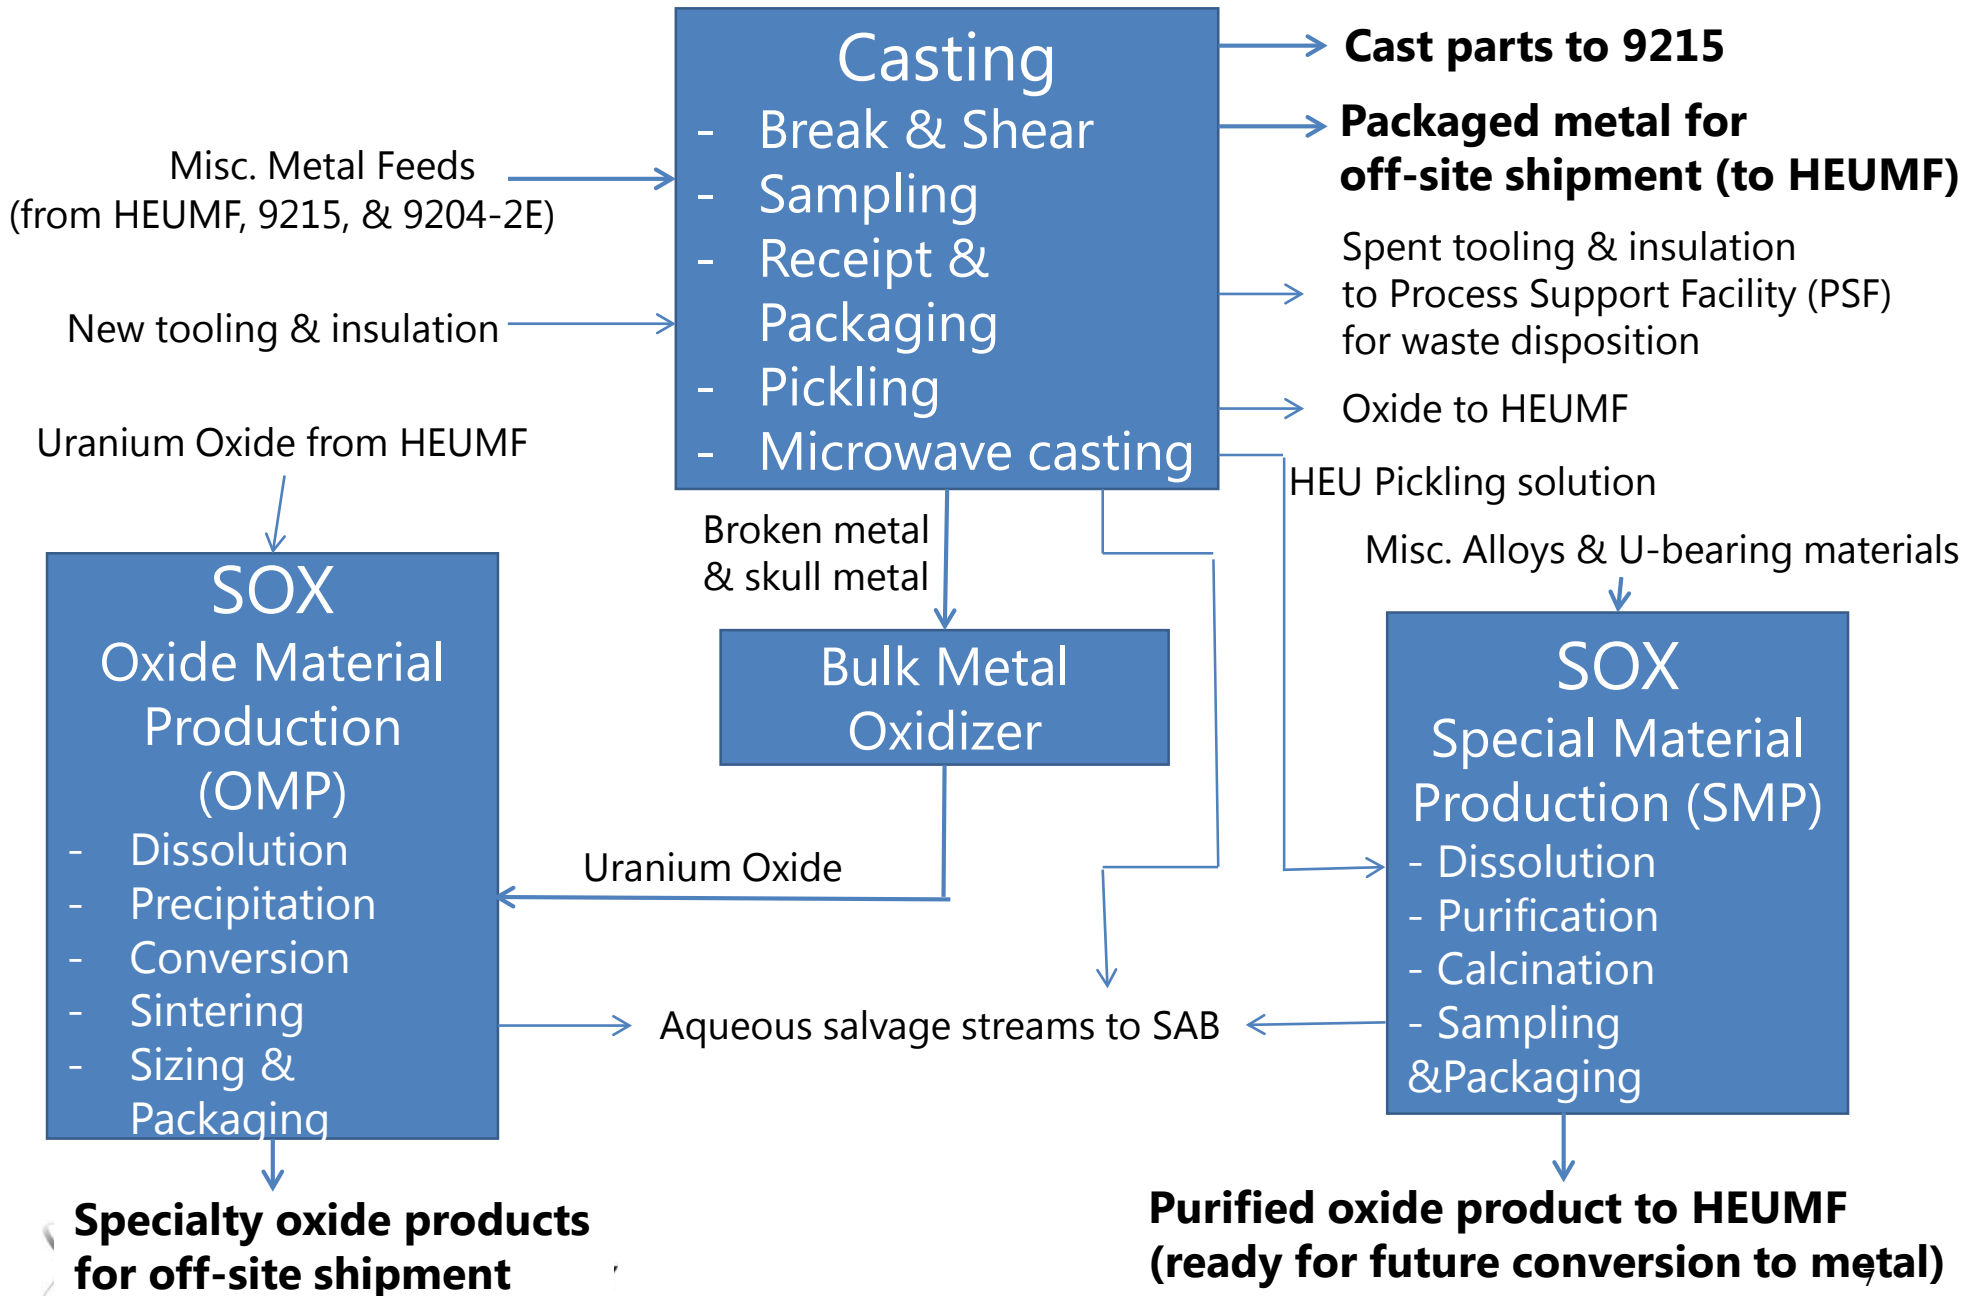 Casting
- Break & Shear
- Sampling
- Receipt &
Packaging
- Pickling
- Microwave casting
Cast parts to 9215
Packaged metal for
off-site shipment (to HEUMF)
Misc. Metal Feeds
(from HEUMF, 9215, & 9204-2E)
Spent tooling & insulation
to Process Support Facility (PSF)
for waste disposition
New tooling & insulation
Oxide to HEUMF
Uranium Oxide from HEUMF
HEU Pickling solution
Broken metal
& skull metal
Misc. Alloys & U-bearing materials
SOX
Oxide Material
Production
(OMP)
- Dissolution
- Precipitation
- Conversion
- Sintering
- Sizing &
Packaging
Bulk Metal
Oxidizer
SOX
Special Material
Production (SMP)
- Dissolution
- Purification
- Calcination
- Sampling
&Packaging
Uranium Oxide
Aqueous salvage streams to SAB
Specialty oxide products
for off-site shipment
Purified oxide product to HEUMF
(ready for future conversion to metal)
7